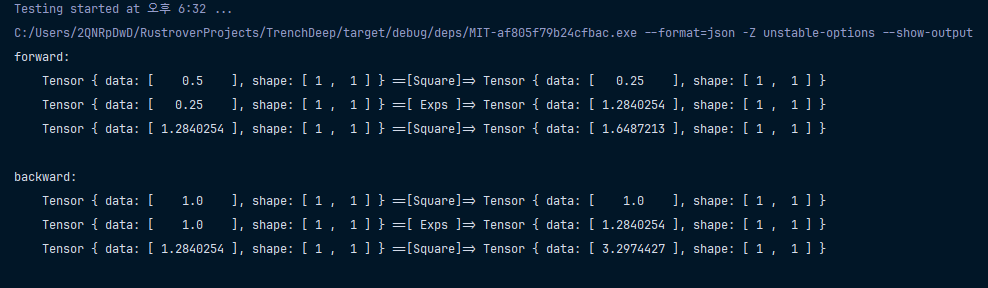 Testing started at 오후 6:32 ...
C:/Users/2QNRpDwD/RustroverProjects/TrenchDeep/target/debug/deps/MIT-af805f79b24cfbac.exe --format=json -Z unstable-options --show-output
forward:
    Tensor { data: [    0.5    ], shape: [ 1 ,  1 ] } ==[Square]=> Tensor { data: [   0.25    ], shape: [ 1 ,  1 ] }
    Tensor { data: [   0.25    ], shape: [ 1 ,  1 ] } ==[ Exps ]=> Tensor { data: [ 1.2840254 ], shape: [ 1 ,  1 ] }
    Tensor { data: [ 1.2840254 ], shape: [ 1 ,  1 ] } ==[Square]=> Tensor { data: [ 1.6487213 ], shape: [ 1 ,  1 ] }
backward:
    Tensor { data: [    1.0    ], shape: [ 1 ,  1 ] } ==[Square]=> Tensor { data: [    1.0    ], shape: [ 1 ,  1 ] }
    Tensor { data: [    1.0    ], shape: [ 1 ,  1 ] } ==[ Exps ]=> Tensor { data: [ 1.2840254 ], shape: [ 1 ,  1 ] }
    Tensor { data: [ 1.2840254 ], shape: [ 1 ,  1 ] } ==[Square]=> Tensor { data: [ 3.2974427 ], shape: [ 1 ,  1 ] }